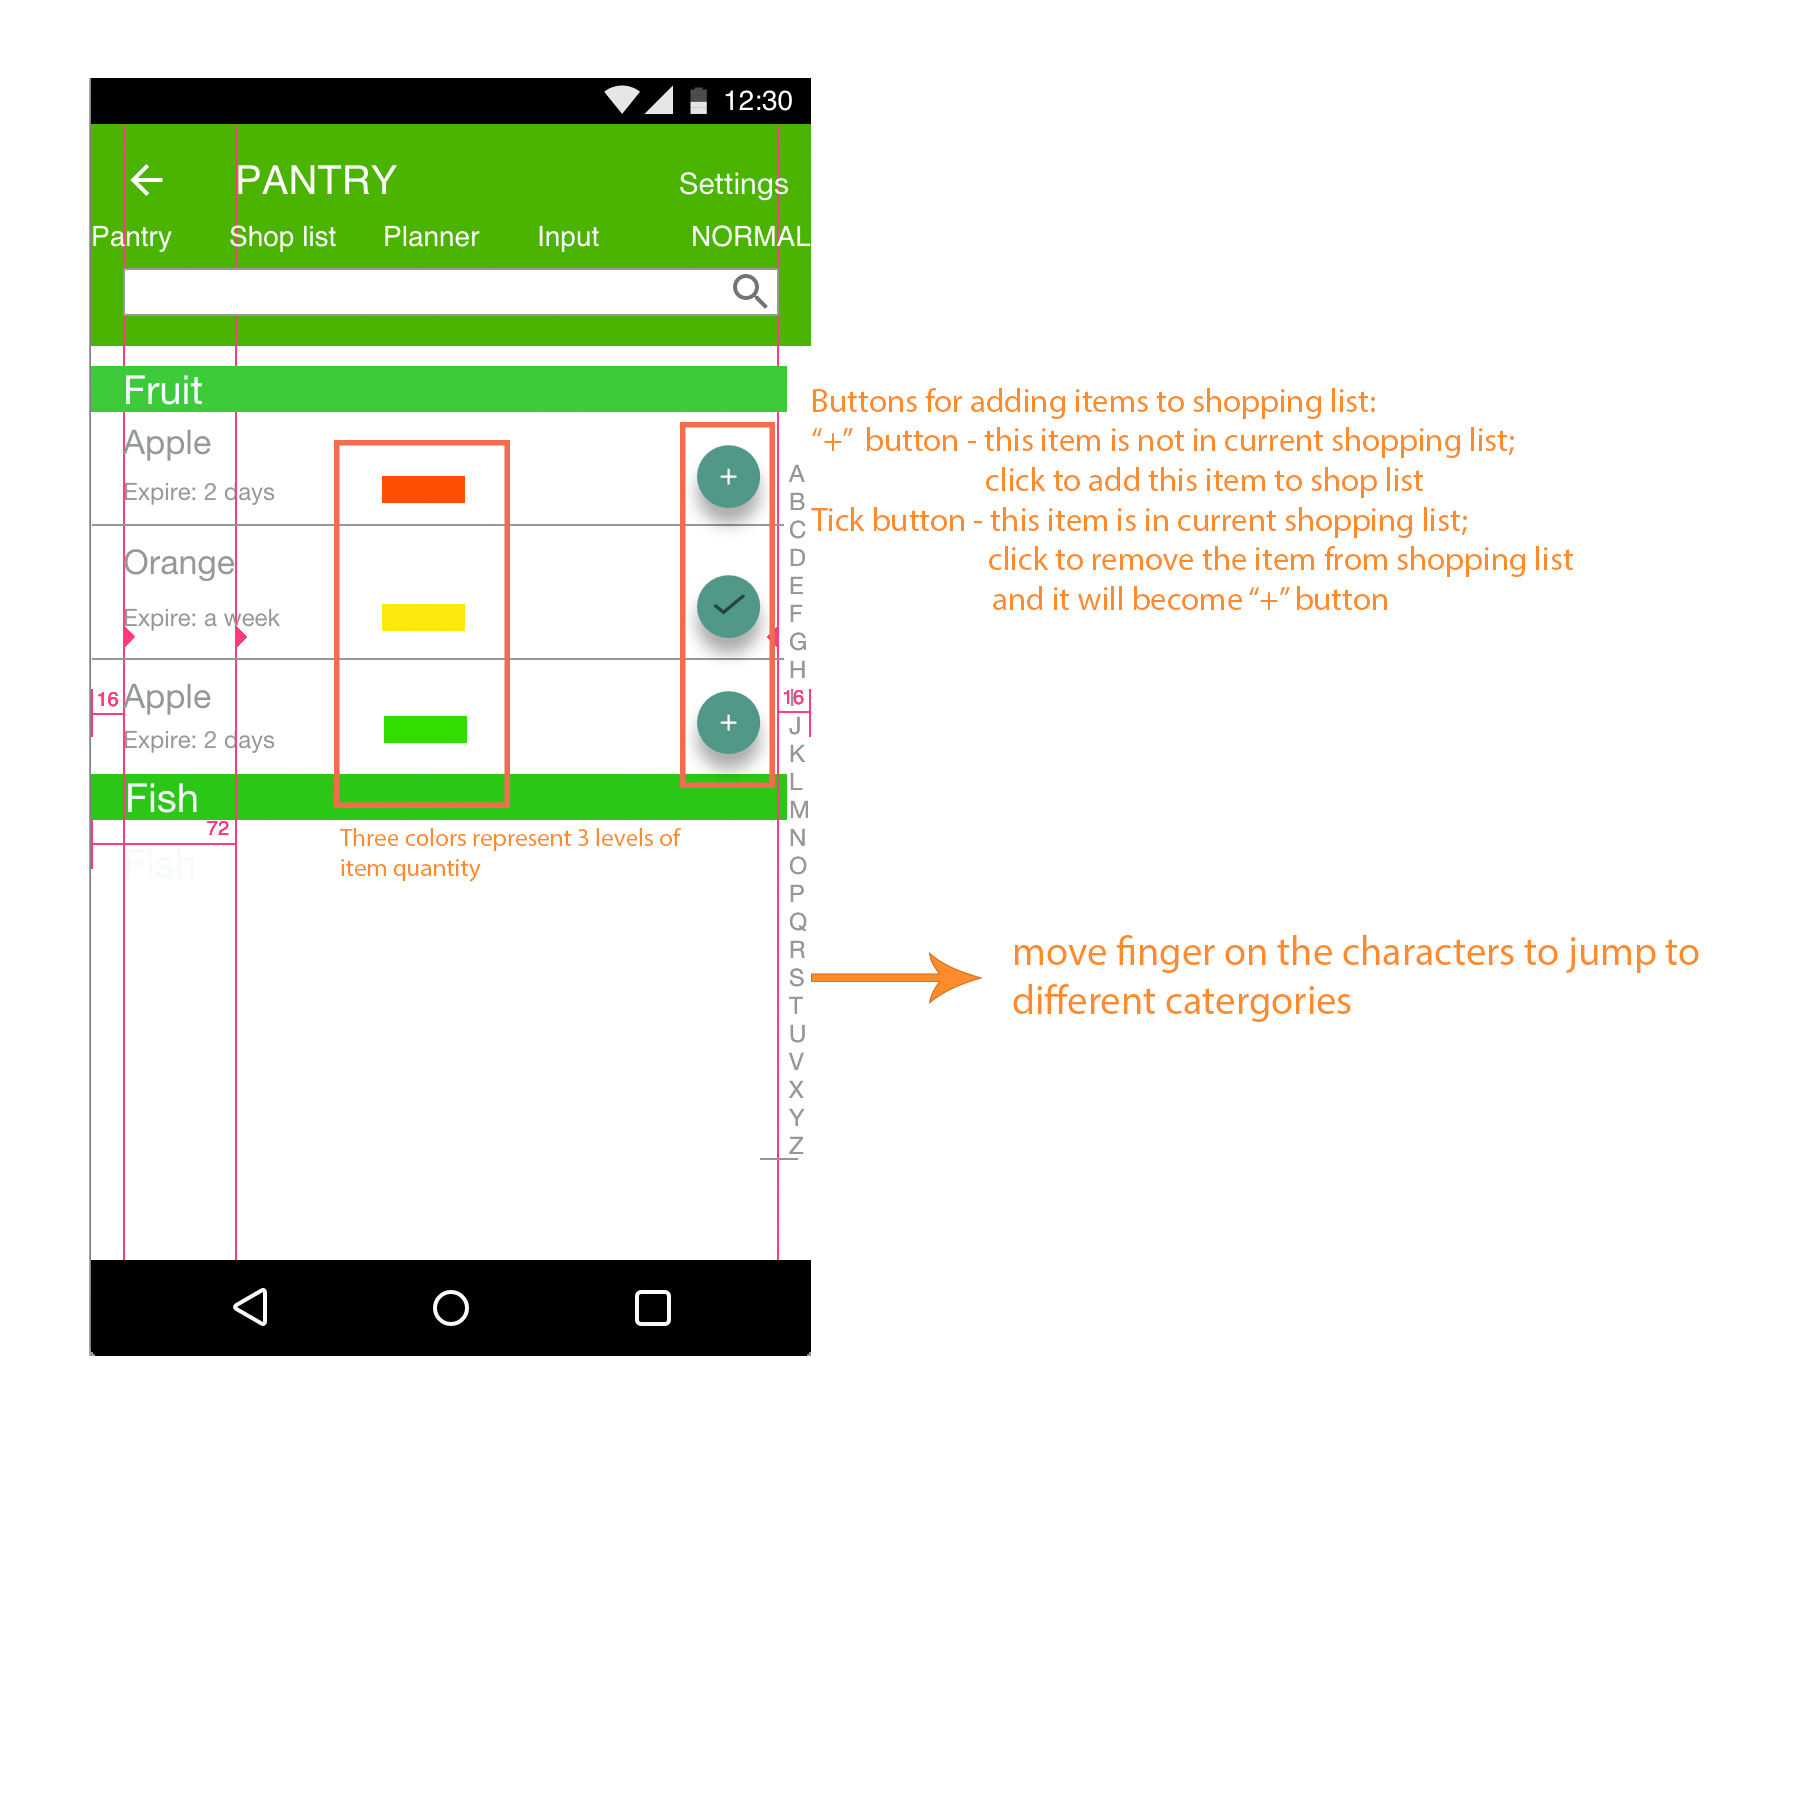 12:30
PANTRY
Settings
Pantry
Shop list
Planner
Input
NORMAL
Fruit
Apple
Expire: 2 days
Orange
Expire: a week
16
Apple
Expire: 2 days
Fish
72
Fish
Three colors represent 3 levels of
item quantity
A
B
C
D
E
F
G
H
I
16
J
K
L
M
N
O
P
Q
R
S
T
U
V
X
Y
Z
Buttons for adding items to shopping list:
“+” button - this item is not in current shopping list;
click to add this item to shop list
Tick button - this item is in current shopping list;
click to remove the item from shopping list
and it will become “+” button
move finger on the characters to jump to
different catergories